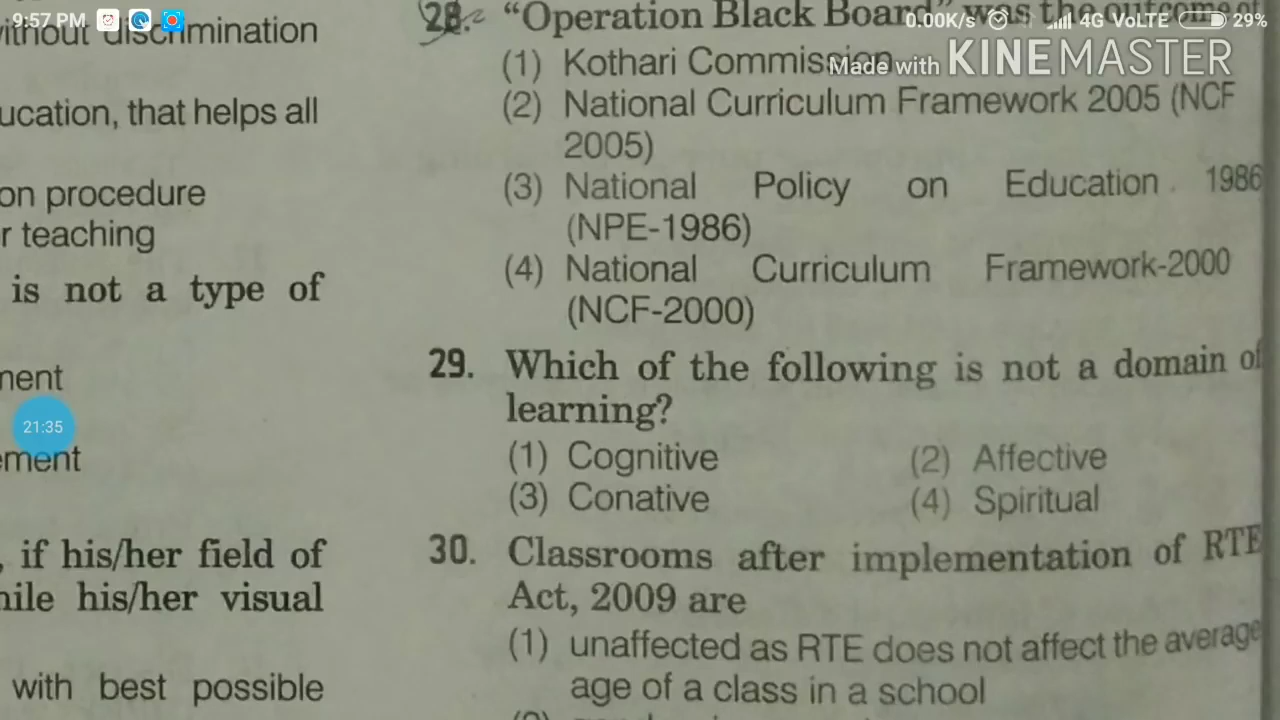 9:57 PM
0.00K/s 4G VoLTE 29%
Made with KINEMASTER
without discrimination
ucation, that helps all
on procedure
r teaching
is not a type of
ment
21:35
ement
, if his/her field of
hile his/her visual
with best possible
28. "Operation Black Board" was the outcome of
(1) Kothari Commission
(2) National Curriculum Framework 2005 (NCF
2005)
(3) National Policy on Education 1986
(NPE-1986)
(4) National Curriculum Framework-2000
(NCF-2000)
29. Which of the following is not a domain of
learning?
(1) Cognitive (2) Affective
(3) Conative (4) Spiritual
30. Classrooms after implementation of RTE
Act, 2009 are
(1) unaffected as RTE does not affect the average
age of a class in a school